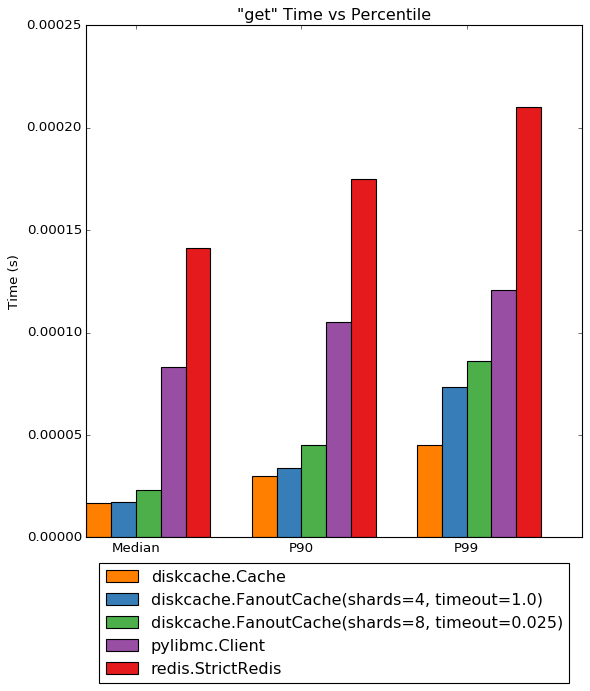 "get" Time vs Percentile
0.00025
0.00020
0.00015
0.00010
0.00005
0.00000
Time (s)
Median P90 P99
diskcache.Cache
diskcache.FanoutCache(shards=4, timeout=1.0)
diskcache.FanoutCache(shards=8, timeout=0.025)
pylibmc.Client
redis.StrictRedis